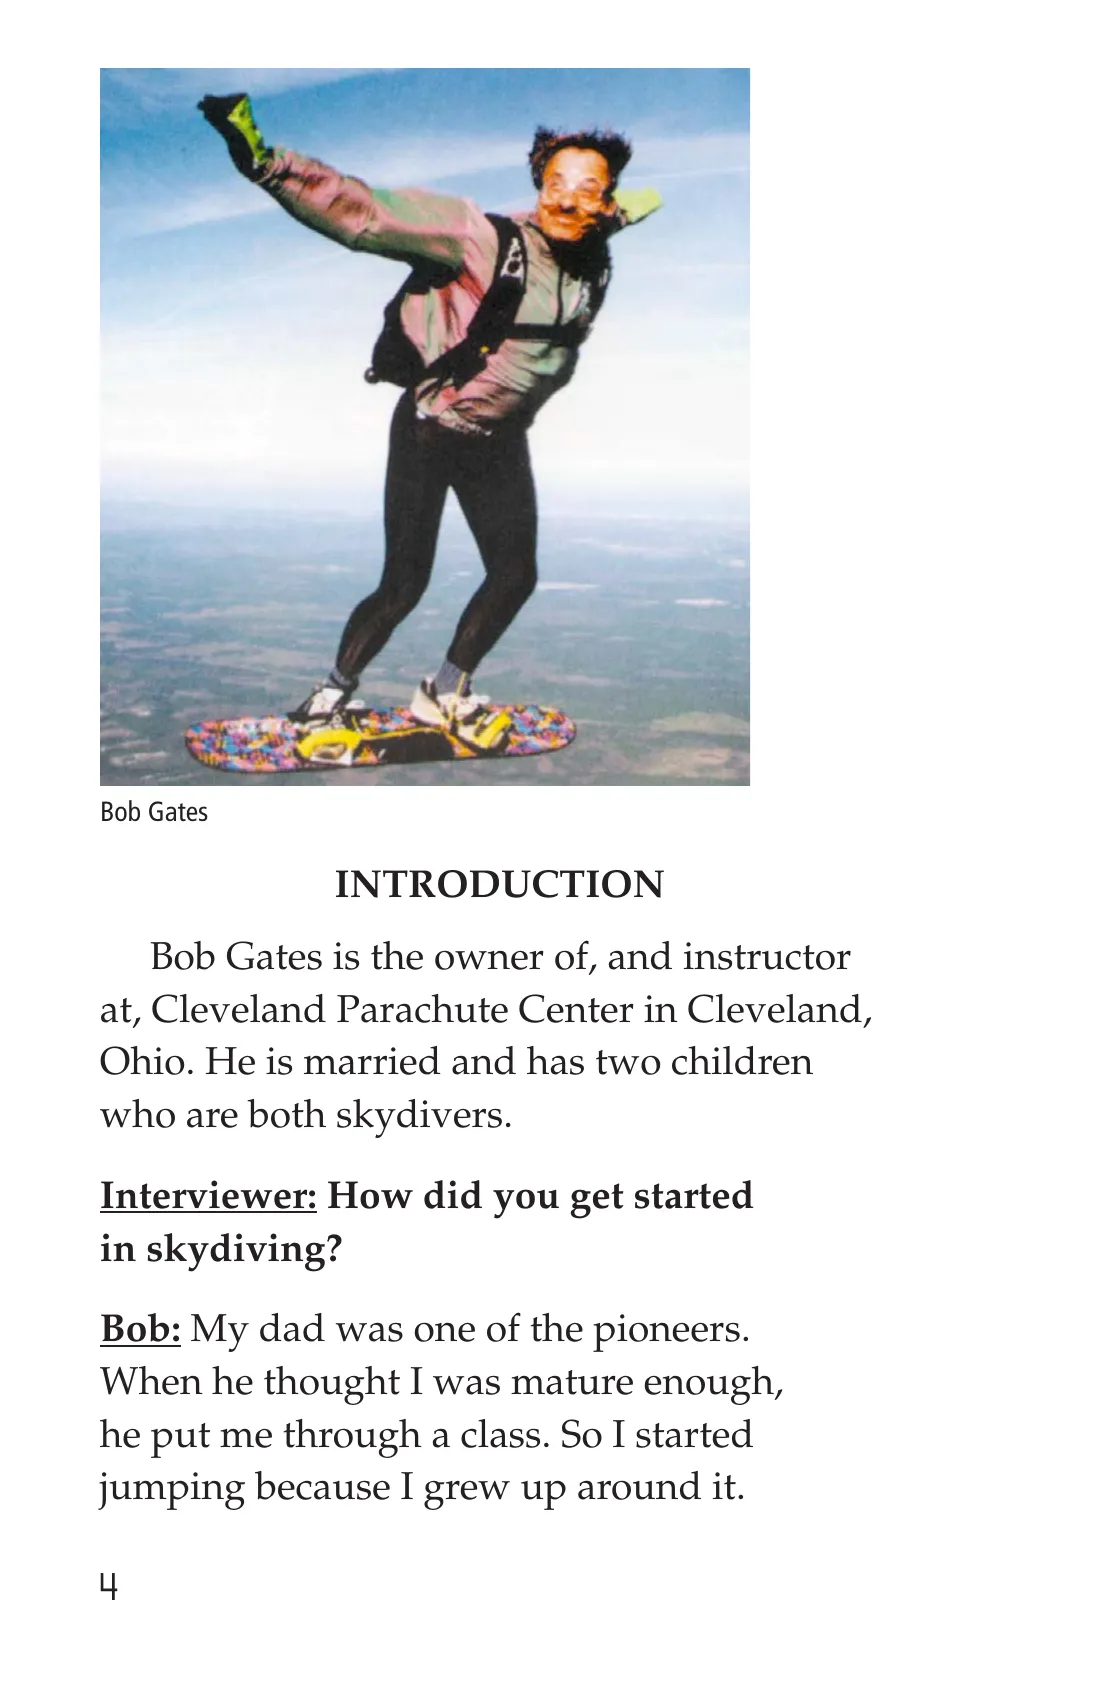 Bob Gates
INTRODUCTION
Bob Gates is the owner of, and instructor
at, Cleveland Parachute Center in Cleveland,
Ohio. He is married and has two children
who are both skydivers.
Interviewer: How did you get started
in skydiving?
Bob: My dad was one of the pioneers.
When he thought I was mature enough,
he put me through a class. So I started
jumping because I grew up around it.
4